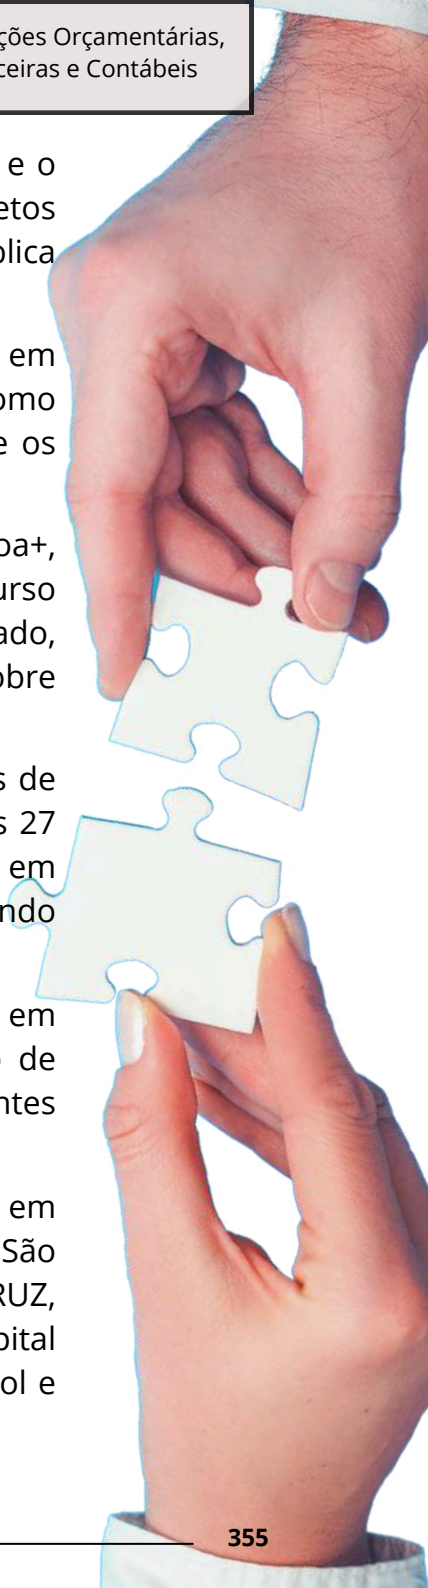 ções Orçamentárias,
ceiras e Contábeis
e o
etos
blica
em
omo
e os
oa+,
urso
ado,
obre
s de
s 27
em
ndo
em
o de
ntes
em
São
RUZ,
pital
ol e
355